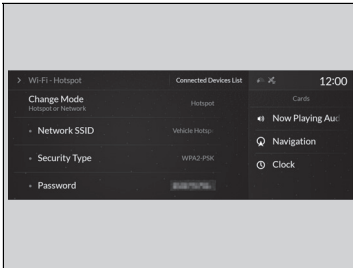 > Wi-Fi - Hotspot
Connected Devices List
12:00
Change Mode
Hotspot or Network
Hotspot
• Network SSID
Vehicle Hotsp
• Security Type
WPA2-PSK
• Password
Cards
Now Playing Aud
Navigation
Clock